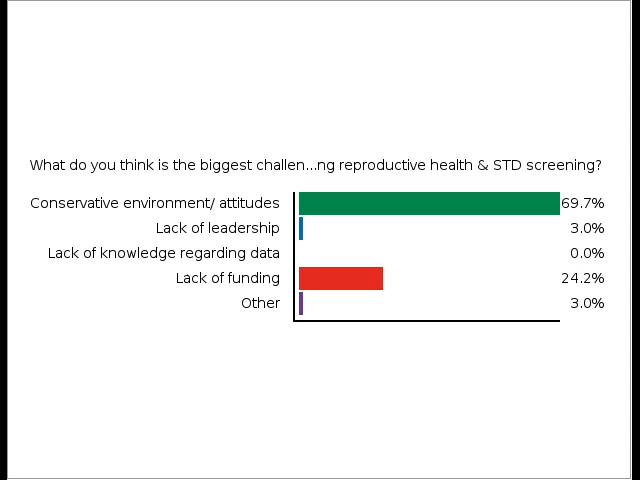 What do you think is the biggest challen...ng reproductive health & STD screening?
Conservative environment/ attitudes 69.7%
Lack of leadership 3.0%
Lack of knowledge regarding data 0.0%
Lack of funding 24.2%
Other 3.0%